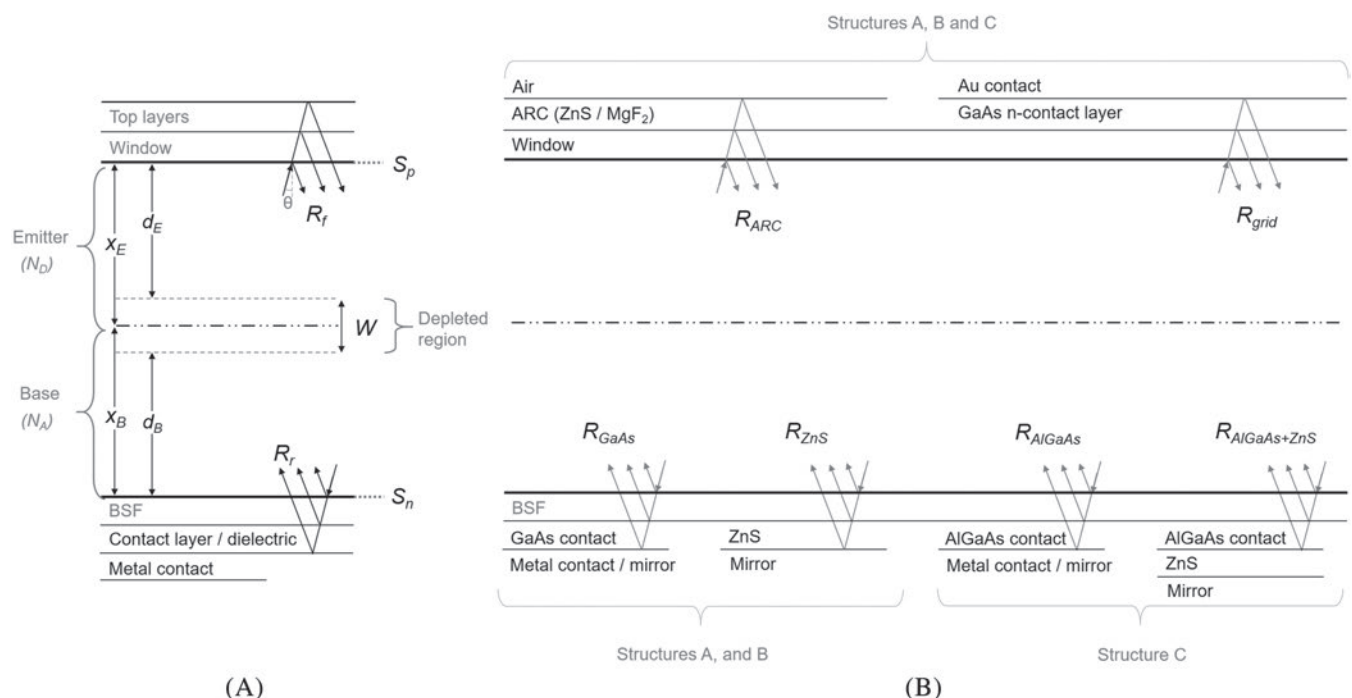 Structures A, B and C
Top layers
Window
S_p
θ
R_f
Emitter
(N_D)
x_E
d_E
W
Depleted
region
Base
(N_A)
x_B
d_B
R_r
S_n
BSF
Contact layer / dielectric
Metal contact
(A)
Air
ARC (ZnS / MgF₂)
Window
R_ARC
Au contact
GaAs n-contact layer
R_grid
R_GaAs
R_ZnS
R_AlGaAs
R_AlGaAs+ZnS
BSF
GaAs contact
Metal contact / mirror
ZnS
Mirror
AlGaAs contact
Metal contact / mirror
AlGaAs contact
ZnS
Mirror
Structures A, and B
Structure C
(B)